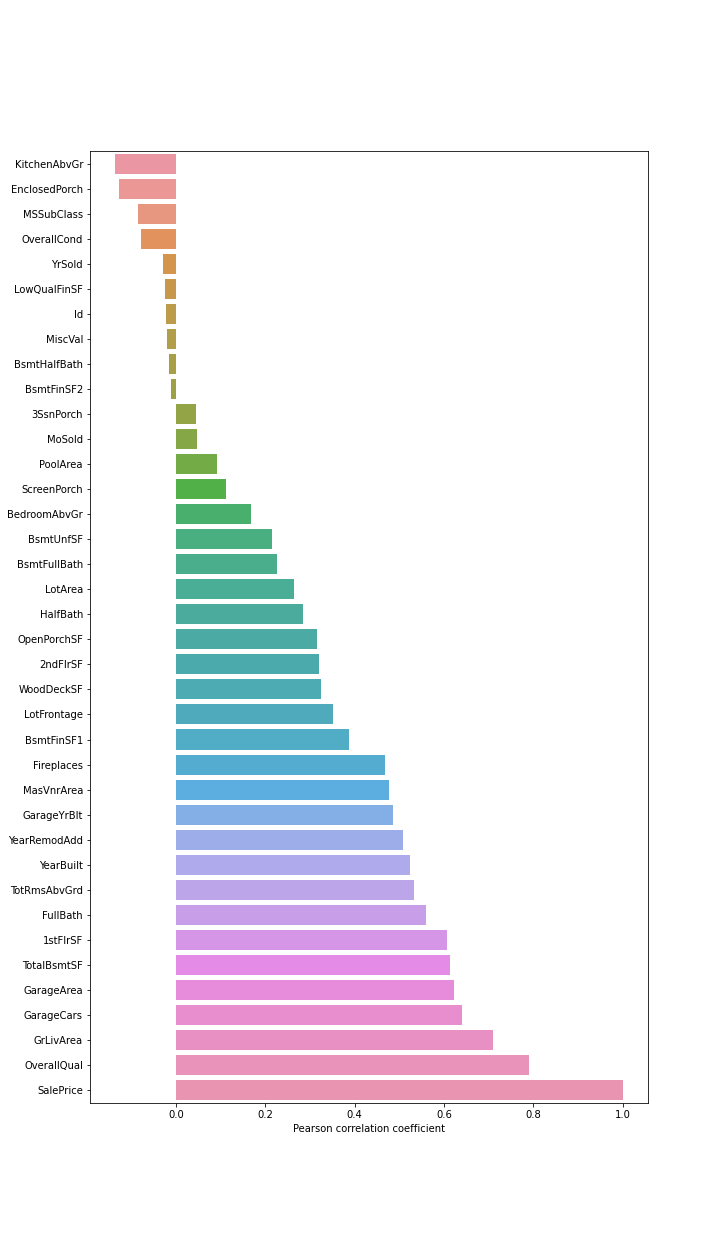 KitchenAbvGr
EnclosedPorch
MSSubClass
OverallCond
YrSold
LowQualFinSF
Id
MiscVal
BsmtHalfBath
BsmtFinSF2
3SsnPorch
MoSold
PoolArea
ScreenPorch
BedroomAbvGr
BsmtUnfSF
BsmtFullBath
LotArea
HalfBath
OpenPorchSF
2ndFlrSF
WoodDeckSF
LotFrontage
BsmtFinSF1
Fireplaces
MasVnrArea
GarageYrBlt
YearRemodAdd
YearBuilt
TotRmsAbvGrd
FullBath
1stFlrSF
TotalBsmtSF
GarageArea
GarageCars
GrLivArea
OverallQual
SalePrice
0.0 0.2 0.4 0.6 0.8 1.0
Pearson correlation coefficient